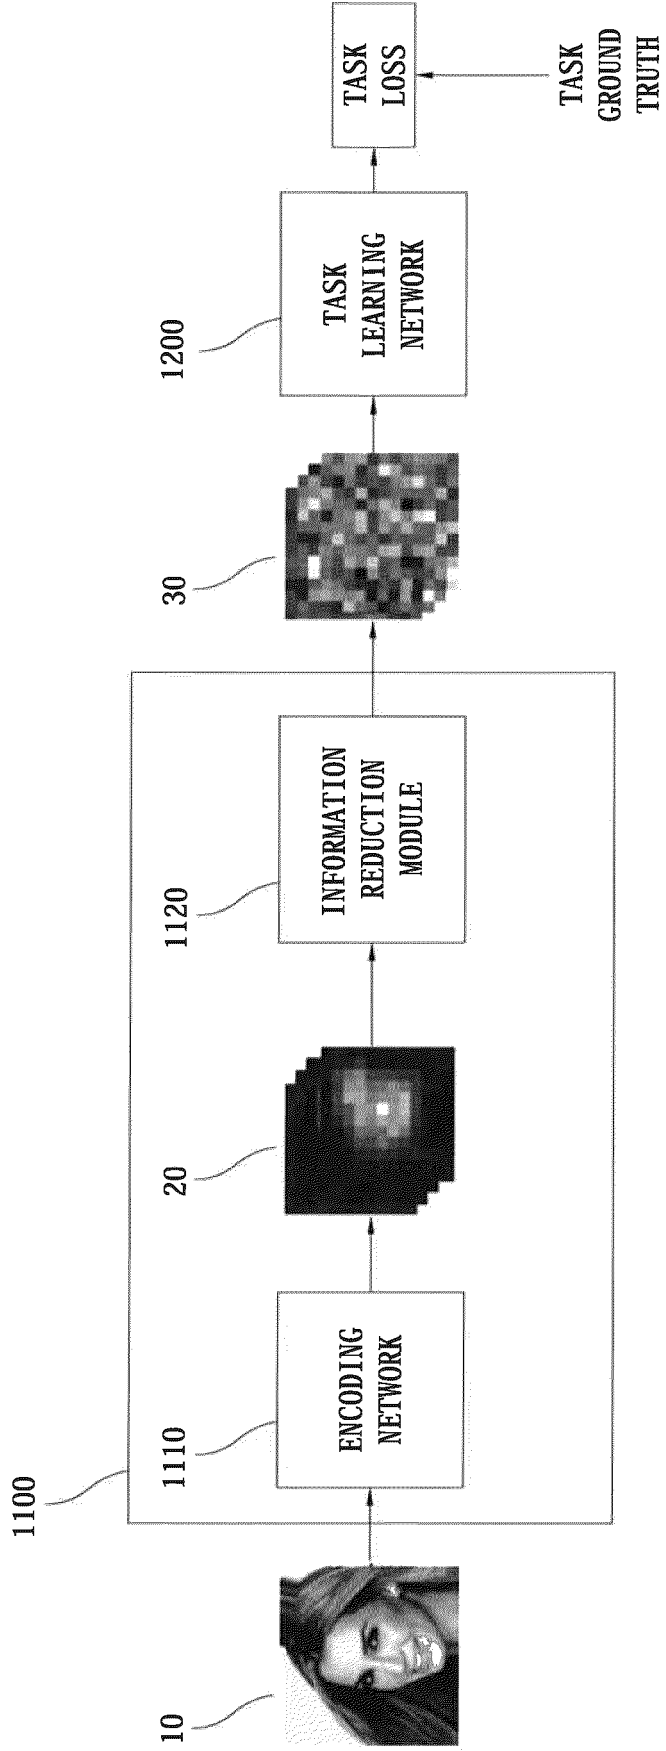 10
1100
1110
ENCODING
NETWORK
20
1120
INFORMATION
REDUCTION
MODULE
30
1200
TASK
LEARNING
NETWORK
TASK
LOSS
TASK
GROUND
TRUTH